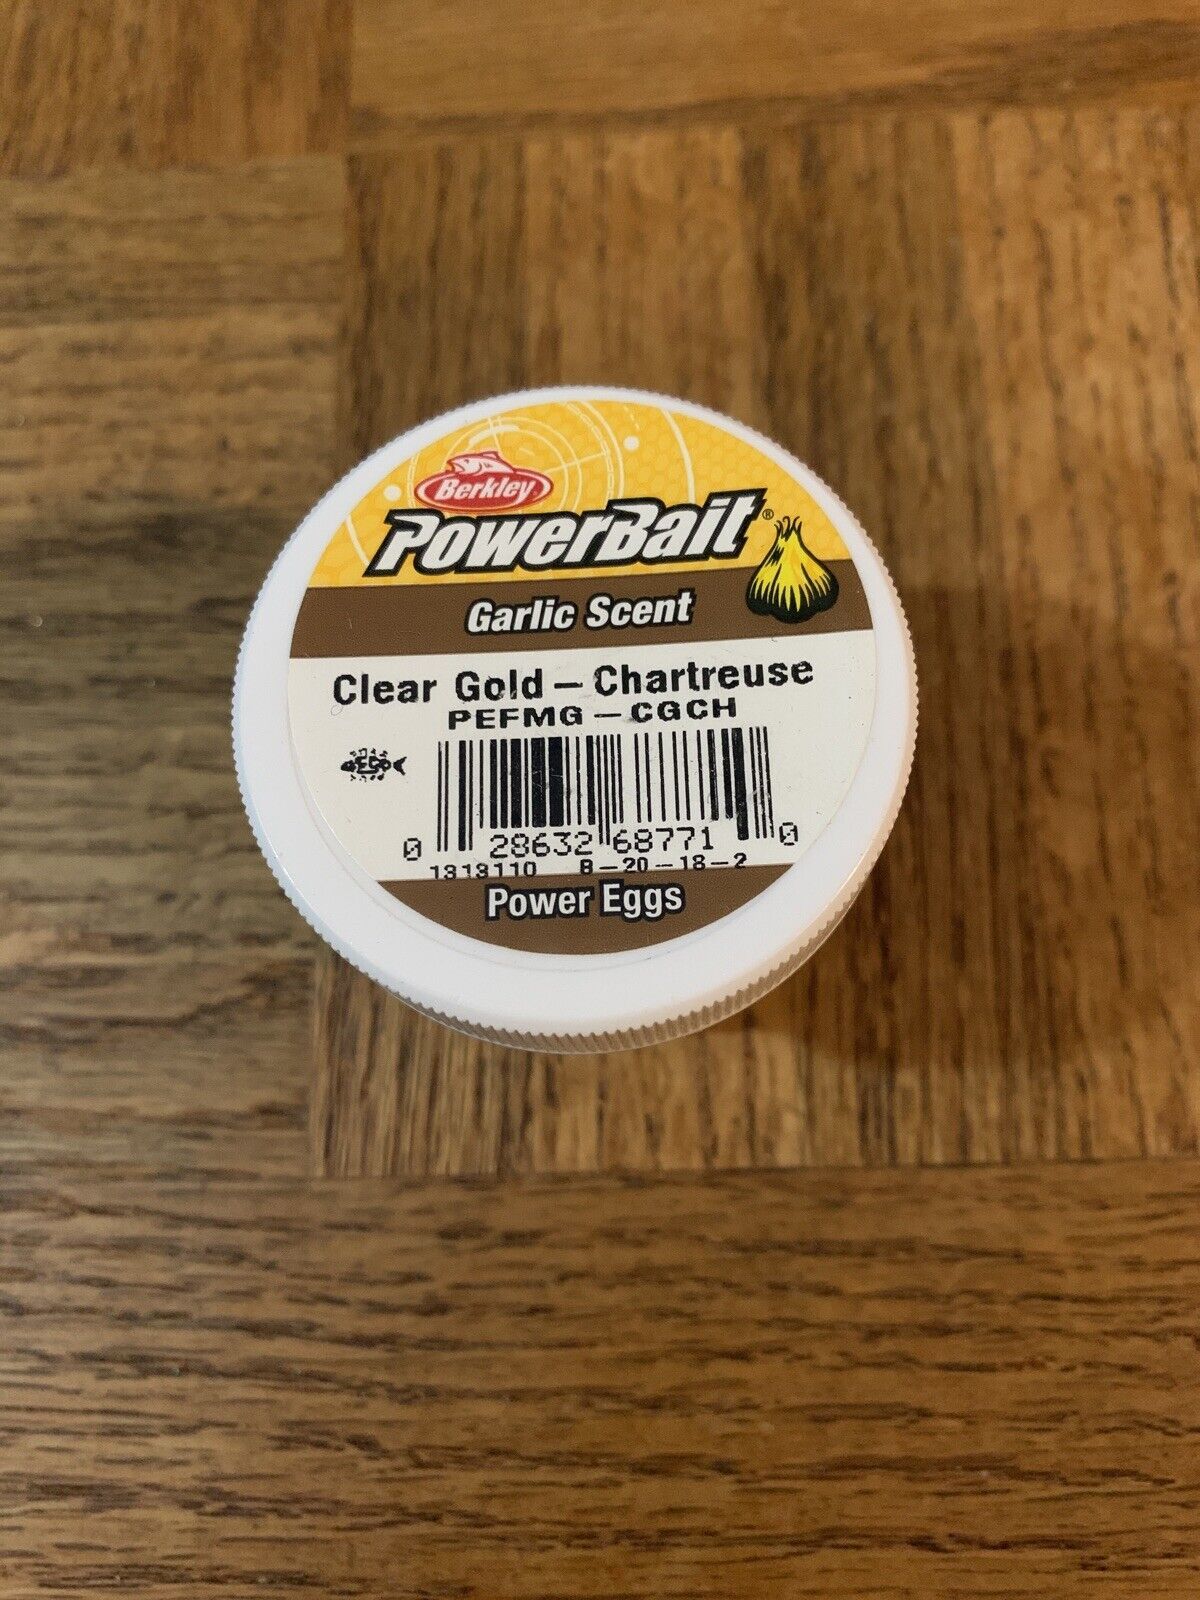 Berkley
PowerBait®
Garlic Scent
Clear Gold – Chartreuse
PEFMG – CGCH
0 28632 68771 0
1313110 8-20-18-2
Power Eggs